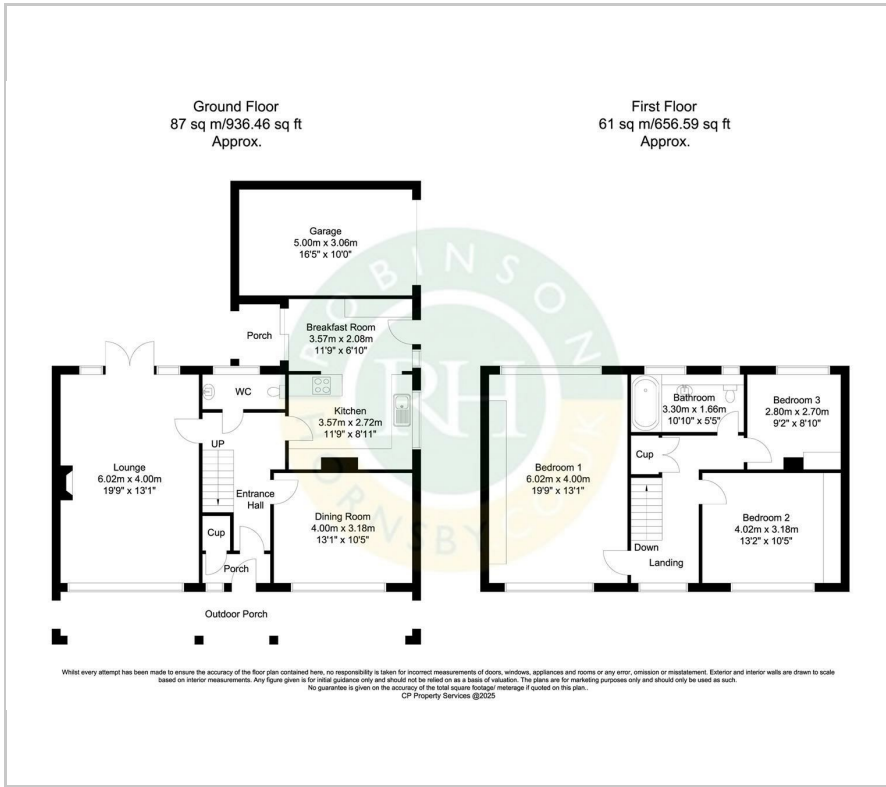 Ground Floor
87 sq m/936.46 sq ft
Approx.
First Floor
61 sq m/656.59 sq ft
Approx.
Garage
5.00m x 3.06m
16'5" x 10'0"
Porch
Breakfast Room
3.57m x 2.08m
11'9" x 6'10"
WC
Kitchen
3.57m x 2.72m
11'9" x 8'11"
UP
Lounge
6.02m x 4.00m
19'9" x 13'1"
Entrance
Hall
Dining Room
4.00m x 3.18m
13'1" x 10'5"
Cup
Porch
Outdoor Porch
Bathroom
3.30m x 1.66m
10'10" x 5'5"
Bedroom 3
2.80m x 2.70m
9'2" x 8'10"
Cup
Bedroom 1
6.02m x 4.00m
19'9" x 13'1"
Bedroom 2
4.02m x 3.18m
13'2" x 10'5"
Down
Landing
ROBINSON
RH
HORNSBY.CO.UK
Whilst every attempt has been made to ensure the accuracy of the floor plan contained here, no responsibility is taken for incorrect measurements of doors, windows, appliances and rooms or any error, omission or misstatement. Exterior and interior walls are drawn to scale
based on interior measurements. Any figure given is for initial guidance only and should not be relied on as a basis of valuation. The plans are for marketing purposes only and should only be used as such.
No guarantee is given on the accuracy of the total square footage/ meterage if quoted on this plan..
CP Property Services @2025